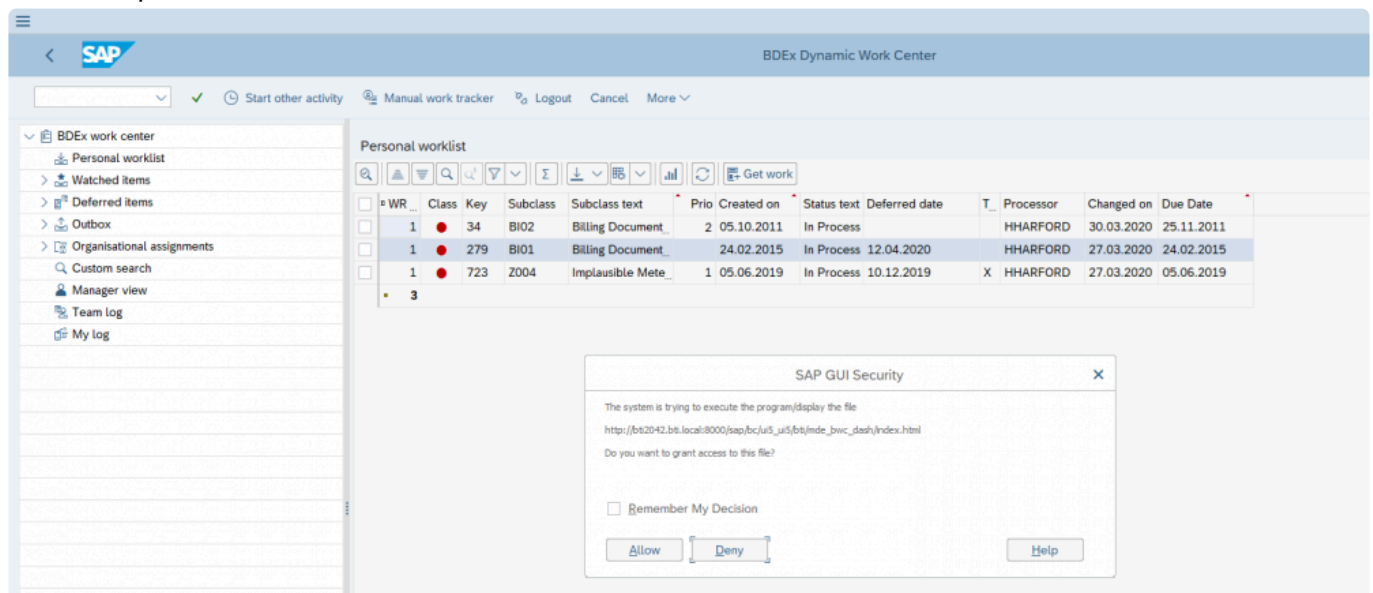 SAP
BDEx Dynamic Work Center
Start other activity Manual work tracker Logout Cancel More
BDEx work center
Personal worklist
Watched items
Deferred items
Outbox
Organisational assignments
Custom search
Manager view
Team log
My log
Personal worklist
Σ Get work
WR... Class Key Subclass Subclass text Prio Created on Status text Deferred date T... Processor Changed on Due Date
1 34 BI02 Billing Document... 2 05.10.2011 In Process HHARFORD 30.03.2020 25.11.2011
1 279 BI01 Billing Document... 24.02.2015 In Process 12.04.2020 HHARFORD 27.03.2020 24.02.2015
1 723 Z004 Implausible Mete... 1 05.06.2019 In Process 10.12.2019 X HHARFORD 27.03.2020 05.06.2019
3
SAP GUI Security
The system is trying to execute the program/display the file
http://bti2042.bti.local:8000/sap/bc/ui5_ui5/bti/mde_bwc_dash/index.html
Do you want to grant access to this file?
Remember My Decision
Allow Deny Help